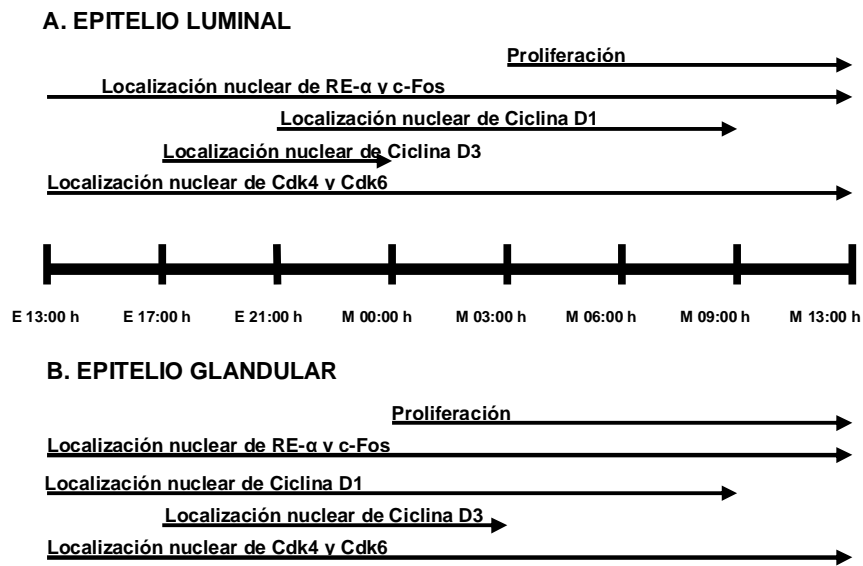 A. EPITELIO LUMINAL
Proliferación
Localización nuclear de RE-α y c-Fos
Localización nuclear de Ciclina D1
Localización nuclear de Ciclina D3
Localización nuclear de Cdk4 y Cdk6
E 13:00 h E 17:00 h E 21:00 h M 00:00 h M 03:00 h M 06:00 h M 09:00 h M 13:00 h
B. EPITELIO GLANDULAR
Proliferación
Localización nuclear de RE-α y c-Fos
Localización nuclear de Ciclina D1
Localización nuclear de Ciclina D3
Localización nuclear de Cdk4 y Cdk6